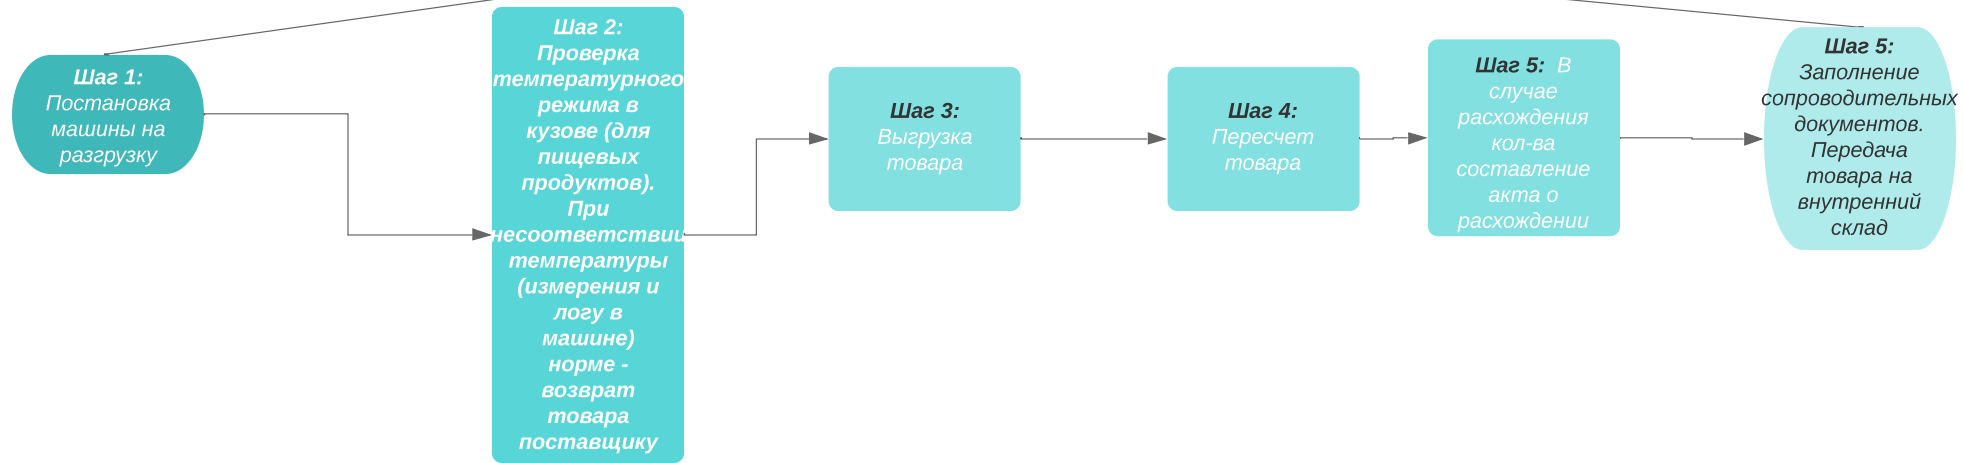 Шаг 1:
Постановка
машины на
разгрузку
Шаг 2:
Проверка
температурного
режима в
кузове (для
пищевых
продуктов).
При
несоответствии
температуры
(измерения и
логу в
машине)
норме -
возврат
товара
поставщику
Шаг 3:
Выгрузка
товара
Шаг 4:
Пересчет
товара
Шаг 5: В
случае
расхождения
кол-ва
составление
акта о
расхождении
Шаг 5:
Заполнение
сопроводительных
документов.
Передача
товара на
внутренний
склад